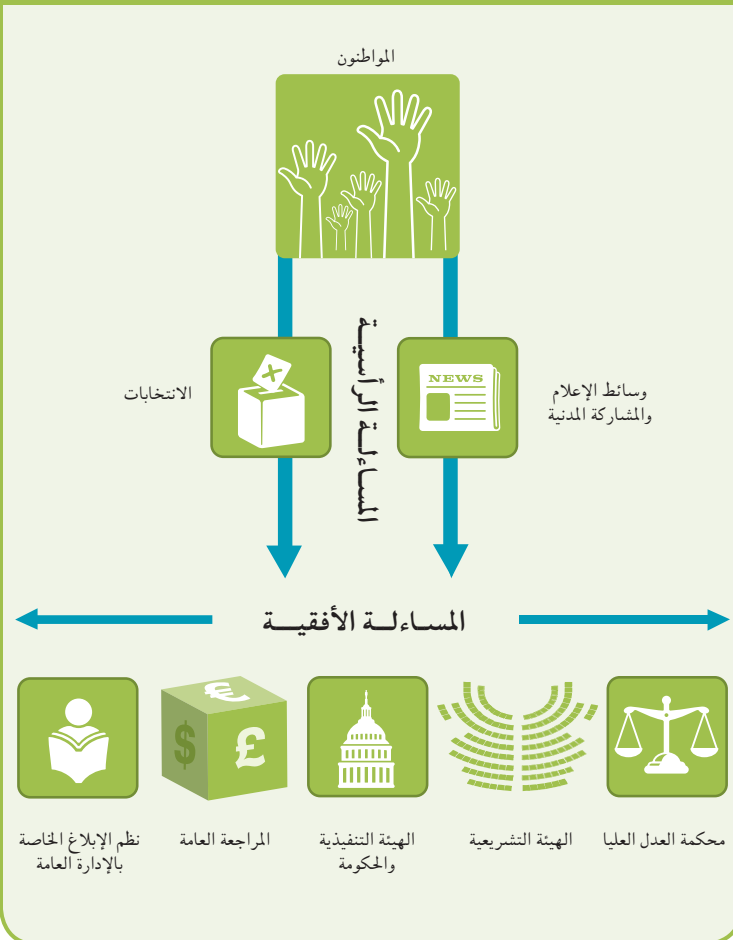 المواطنون
وسائط الإعلام
والمشاركة المدنية
NEWS
المساءلة الرأسية
الانتخابات
المساءلة الأفقية
€
$
£
محكمة العدل العليا
الهيئة التشريعية
الهيئة التنفيذية
والحكومة
المراجعة العامة
نظم الإبلاغ الخاصة
بالإدارة العامة